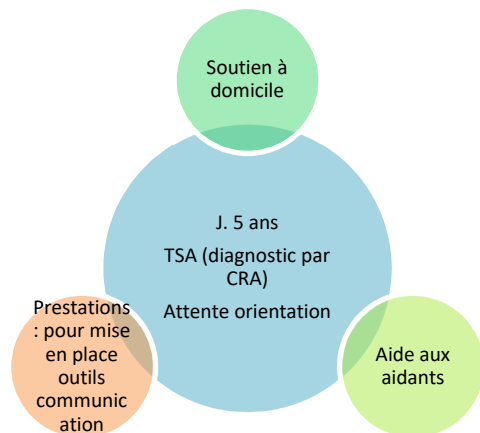 Soutien à
domicile
J. 5 ans
TSA (diagnostic par
CRA)
Attente orientation
Prestations
: pour mise
en place
outils
communic
ation
Aide aux
aidants